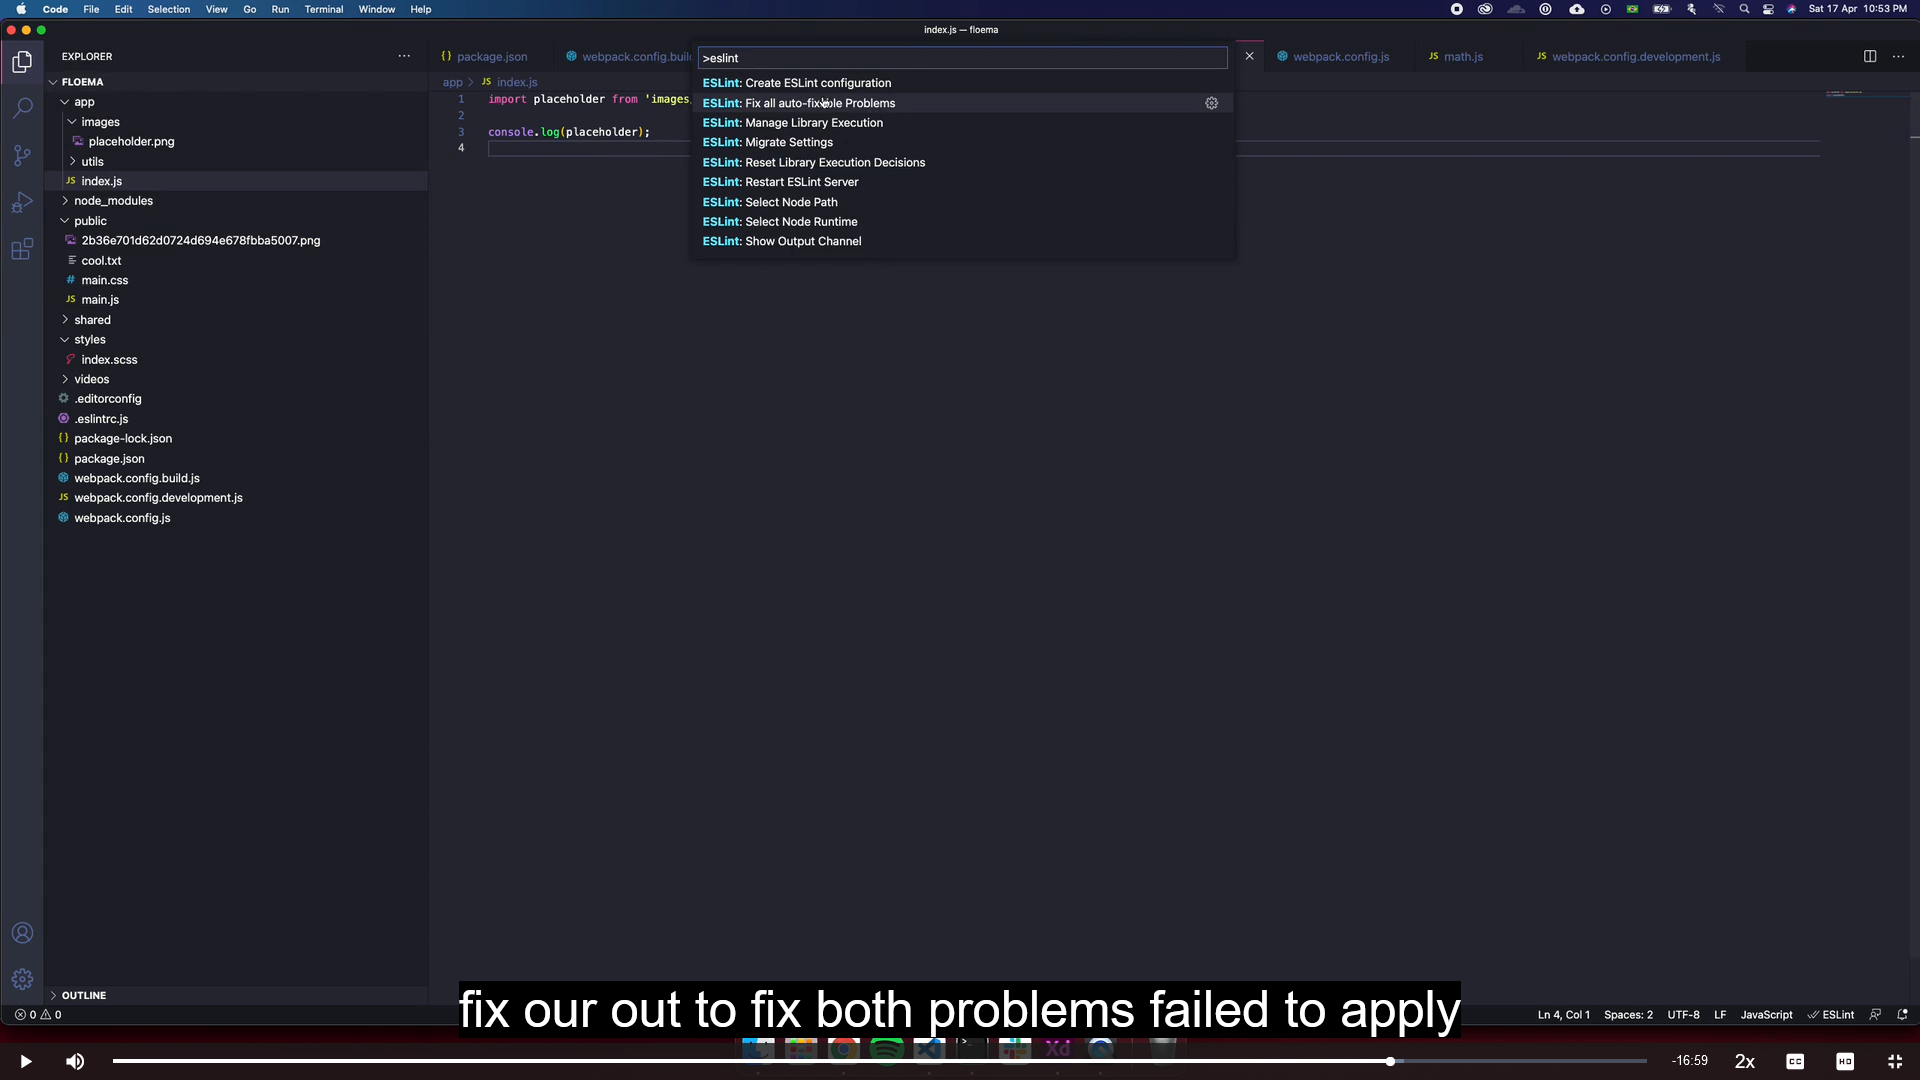 Code File Edit Selection View Go Run Terminal Window Help
Sat 17 Apr 10:53 PM
index.js — floema
EXPLORER
FLOEMA
app
images
placeholder.png
utils
index.js
node_modules
public
2b36e701d62d0724d694e678fbba5007.png
cool.txt
main.css
main.js
shared
styles
index.scss
videos
.editorconfig
.eslintrc.js
package-lock.json
package.json
webpack.config.build.js
webpack.config.development.js
webpack.config.js
OUTLINE
package.json webpack.config.buil webpack.config.js math.js webpack.config.development.js
app > JS index.js
1 import placeholder from 'images
2
3 console.log(placeholder);
4
>eslint
ESLint: Create ESLint configuration
ESLint: Fix all auto-fixable Problems
ESLint: Manage Library Execution
ESLint: Migrate Settings
ESLint: Reset Library Execution Decisions
ESLint: Restart ESLint Server
ESLint: Select Node Path
ESLint: Select Node Runtime
ESLint: Show Output Channel
fix our out to fix both problems failed to apply
0 0
Ln 4, Col 1 Spaces: 2 UTF-8 LF JavaScript ESLint
Xd
-16:59 2x CC HD